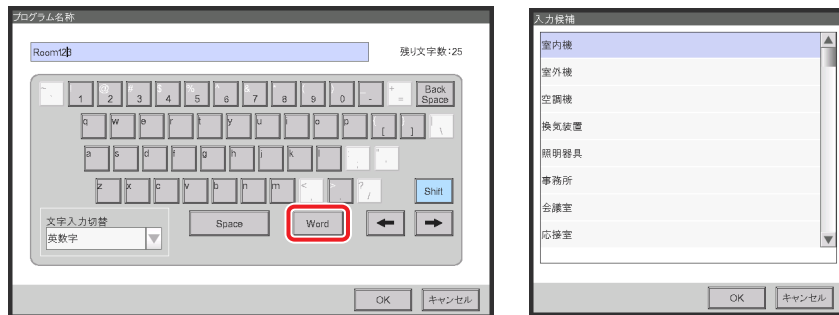 プログラム名称
Room123
残り文字数:25
~ ! @ # $ % ^ & * ( ) _ +
` 1 2 3 4 5 6 7 8 9 0 - =
Back Space
q w e r t y u i o p [ ] \
a s d f g h j k l ; '
z x c v b n m < , > . ? /
Shift
文字入力切替
英数字
Space
Word
OK
キャンセル
入力候補
室内機
室外機
空調機
換気装置
照明器具
事務所
会議室
応接室
OK
キャンセル